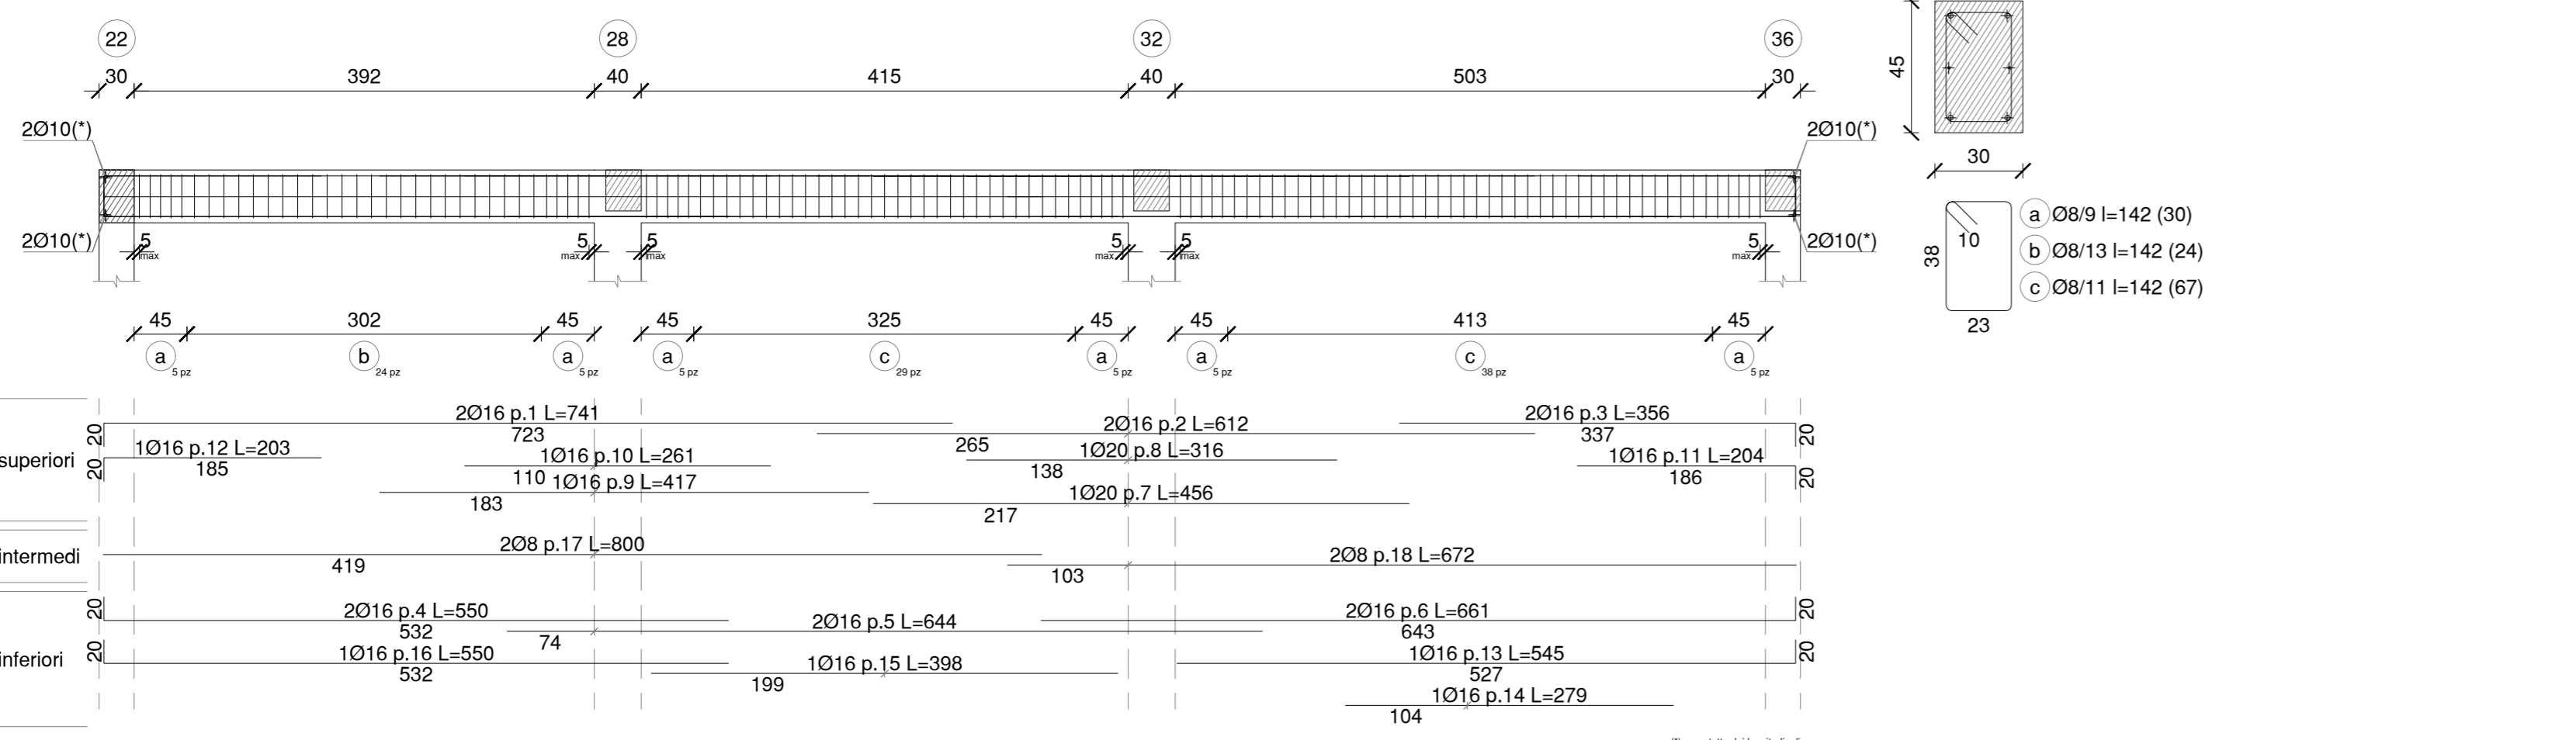 22 28 32 36
30 392 40 415 40 503 30
45
2Ø10(*) 2Ø10(*)
30
2Ø10(*) 2Ø10(*)
5 5 5 5 5 5
max max max max max max
38 10
23
a Ø8/9 l=142 (30)
b Ø8/13 l=142 (24)
c Ø8/11 l=142 (67)
45 302 45 45 325 45 45 413 45
a b a a c a a c a
5 pz 24 pz 5 pz 5 pz 29 pz 5 pz 5 pz 38 pz 5 pz
superiori
2Ø16 p.1 L=741
20 723
2Ø16 p.2 L=612
265
2Ø16 p.3 L=356
337 20
1Ø16 p.12 L=203
20 185
1Ø16 p.10 L=261
110
1Ø20 p.8 L=316
138
1Ø16 p.11 L=204
186 20
1Ø16 p.9 L=417
183
1Ø20 p.7 L=456
217
intermedi
2Ø8 p.17 L=800
419
2Ø8 p.18 L=672
103
inferiori
2Ø16 p.4 L=550
20 532
2Ø16 p.5 L=644
74
2Ø16 p.6 L=661
643 20
1Ø16 p.16 L=550
20 532
1Ø16 p.15 L=398
199
1Ø16 p.13 L=545
527 20
1Ø16 p.14 L=279
104